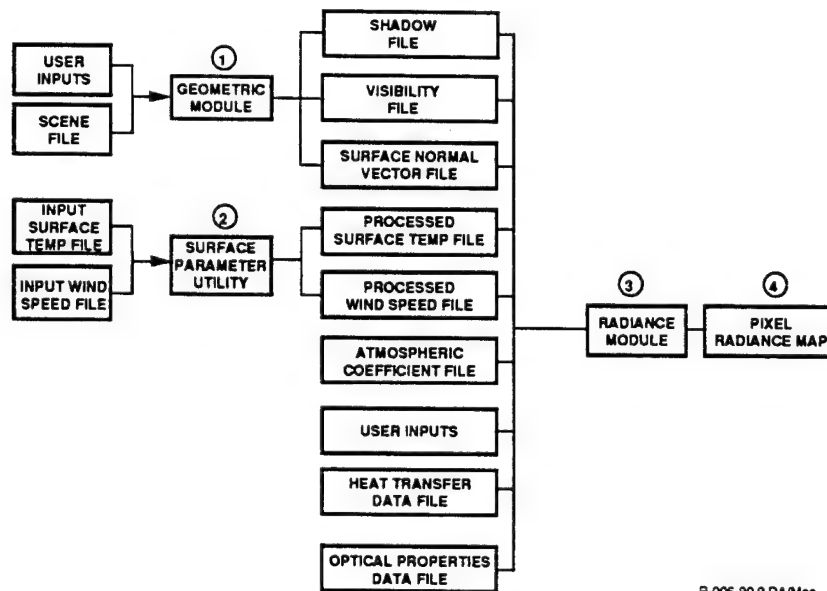 USER
INPUTS
SCENE
FILE
1
GEOMETRIC
MODULE
SHADOW
FILE
VISIBILITY
FILE
SURFACE NORMAL
VECTOR FILE
INPUT
SURFACE
TEMP FILE
INPUT WIND
SPEED FILE
2
SURFACE
PARAMETER
UTILITY
PROCESSED
SURFACE TEMP FILE
PROCESSED
WIND SPEED FILE
ATMOSPHERIC
COEFFICIENT FILE
USER INPUTS
HEAT TRANSFER
DATA FILE
OPTICAL PROPERTIES
DATA FILE
3
RADIANCE
MODULE
4
PIXEL
RADIANCE MAP